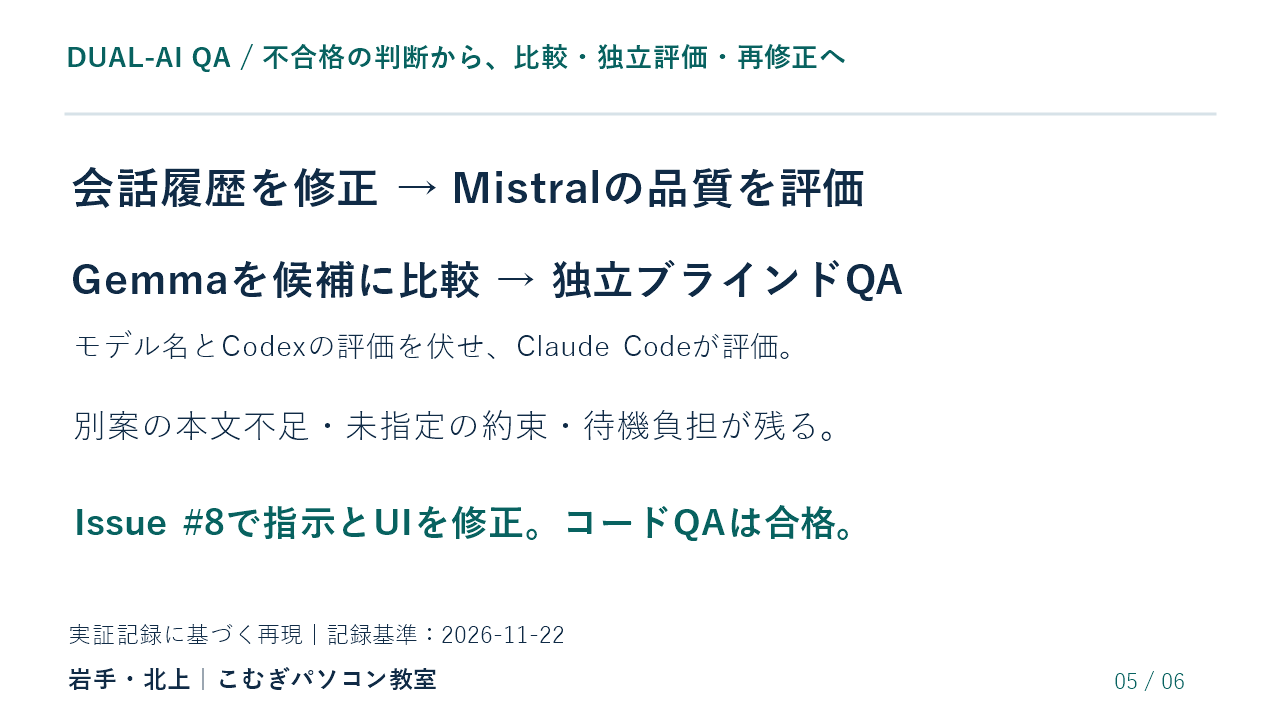 DUAL-AI QA / 不合格の判断から、比較・独立評価・再修正へ
会話履歴を修正 → Mistralの品質を評価
Gemmaを候補に比較 → 独立ブラインドQA
モデル名とCodexの評価を伏せ、Claude Codeが評価。
別案の本文不足・未指定の約束・待機負担が残る。
Issue #8で指示とUIを修正。コードQAは合格。
実証記録に基づく再現｜記録基準：2026-11-22
岩手・北上｜こむぎパソコン教室
05 / 06